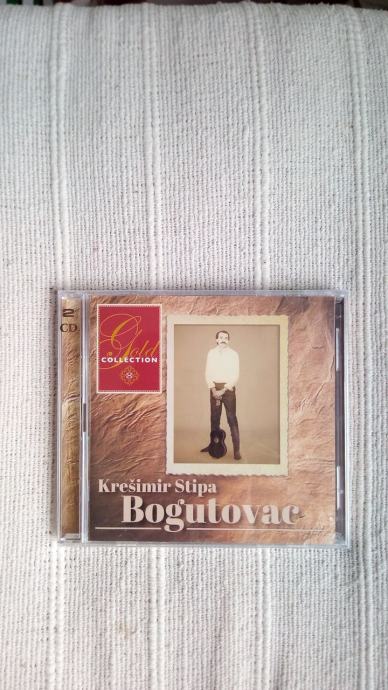 2
CD
Gold
COLLECTION
Krešimir Stipa
Bogutovac